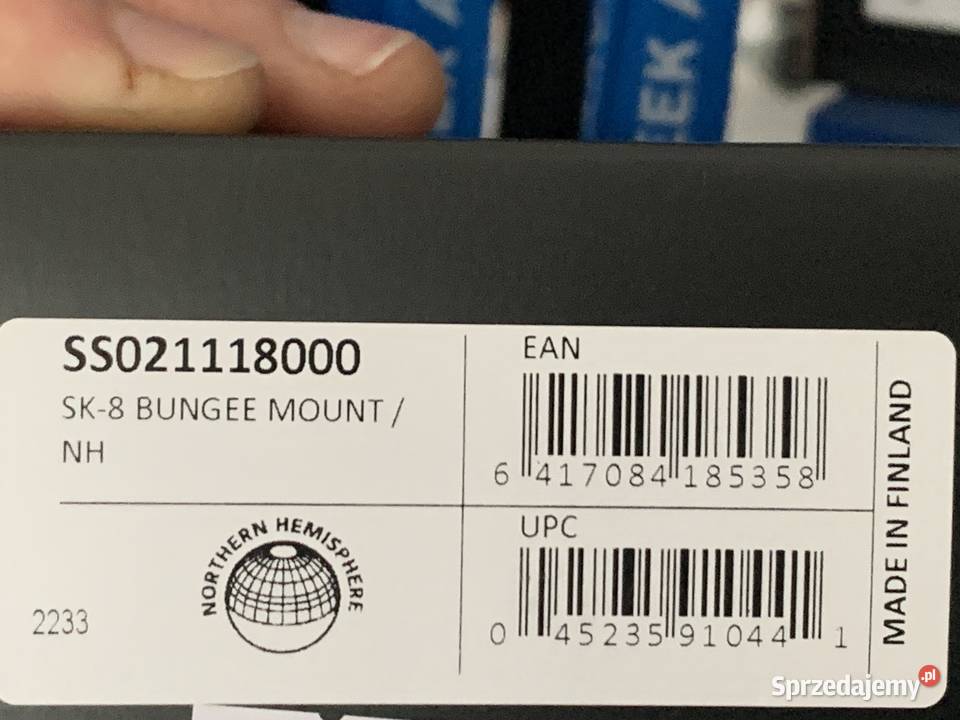 EEK A
SS021118000
SK-8 BUNGEE MOUNT /
NH
EAN
6 417084 185358
NORTHERN HEMISPHERE
2233
UPC
0 45235 91044 1
MADE IN FINLAND
Sprzedajemy.pl